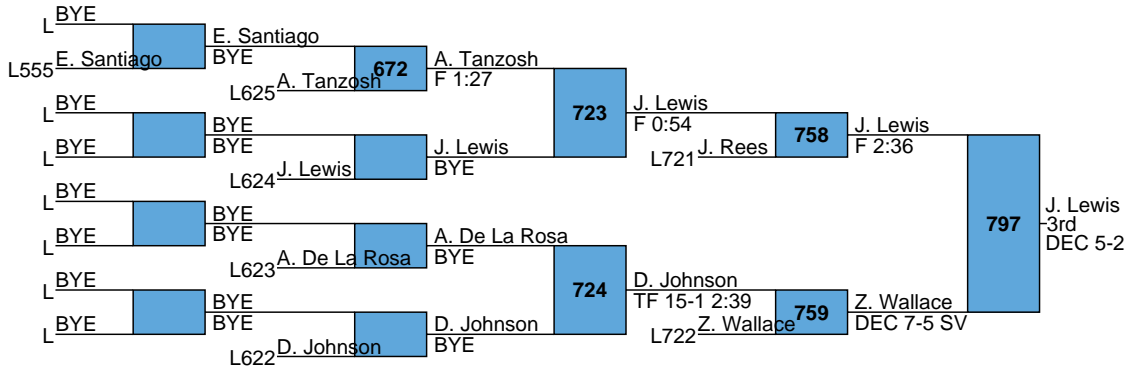 L BYE
L555 E. Santiago
E. Santiago
BYE
672
L625 A. Tanzosh
A. Tanzosh
F 1:27
L BYE
L BYE
BYE
BYE
L624 J. Lewis
J. Lewis
BYE
723
J. Lewis
F 0:54
L721 J. Rees
758
J. Lewis
F 2:36
L BYE
L BYE
BYE
BYE
L623 A. De La Rosa
A. De La Rosa
BYE
L BYE
L BYE
BYE
BYE
L622 D. Johnson
D. Johnson
BYE
724
D. Johnson
TF 15-1 2:39
L722 Z. Wallace
759
Z. Wallace
DEC 7-5 SV
797
J. Lewis
3rd
DEC 5-2